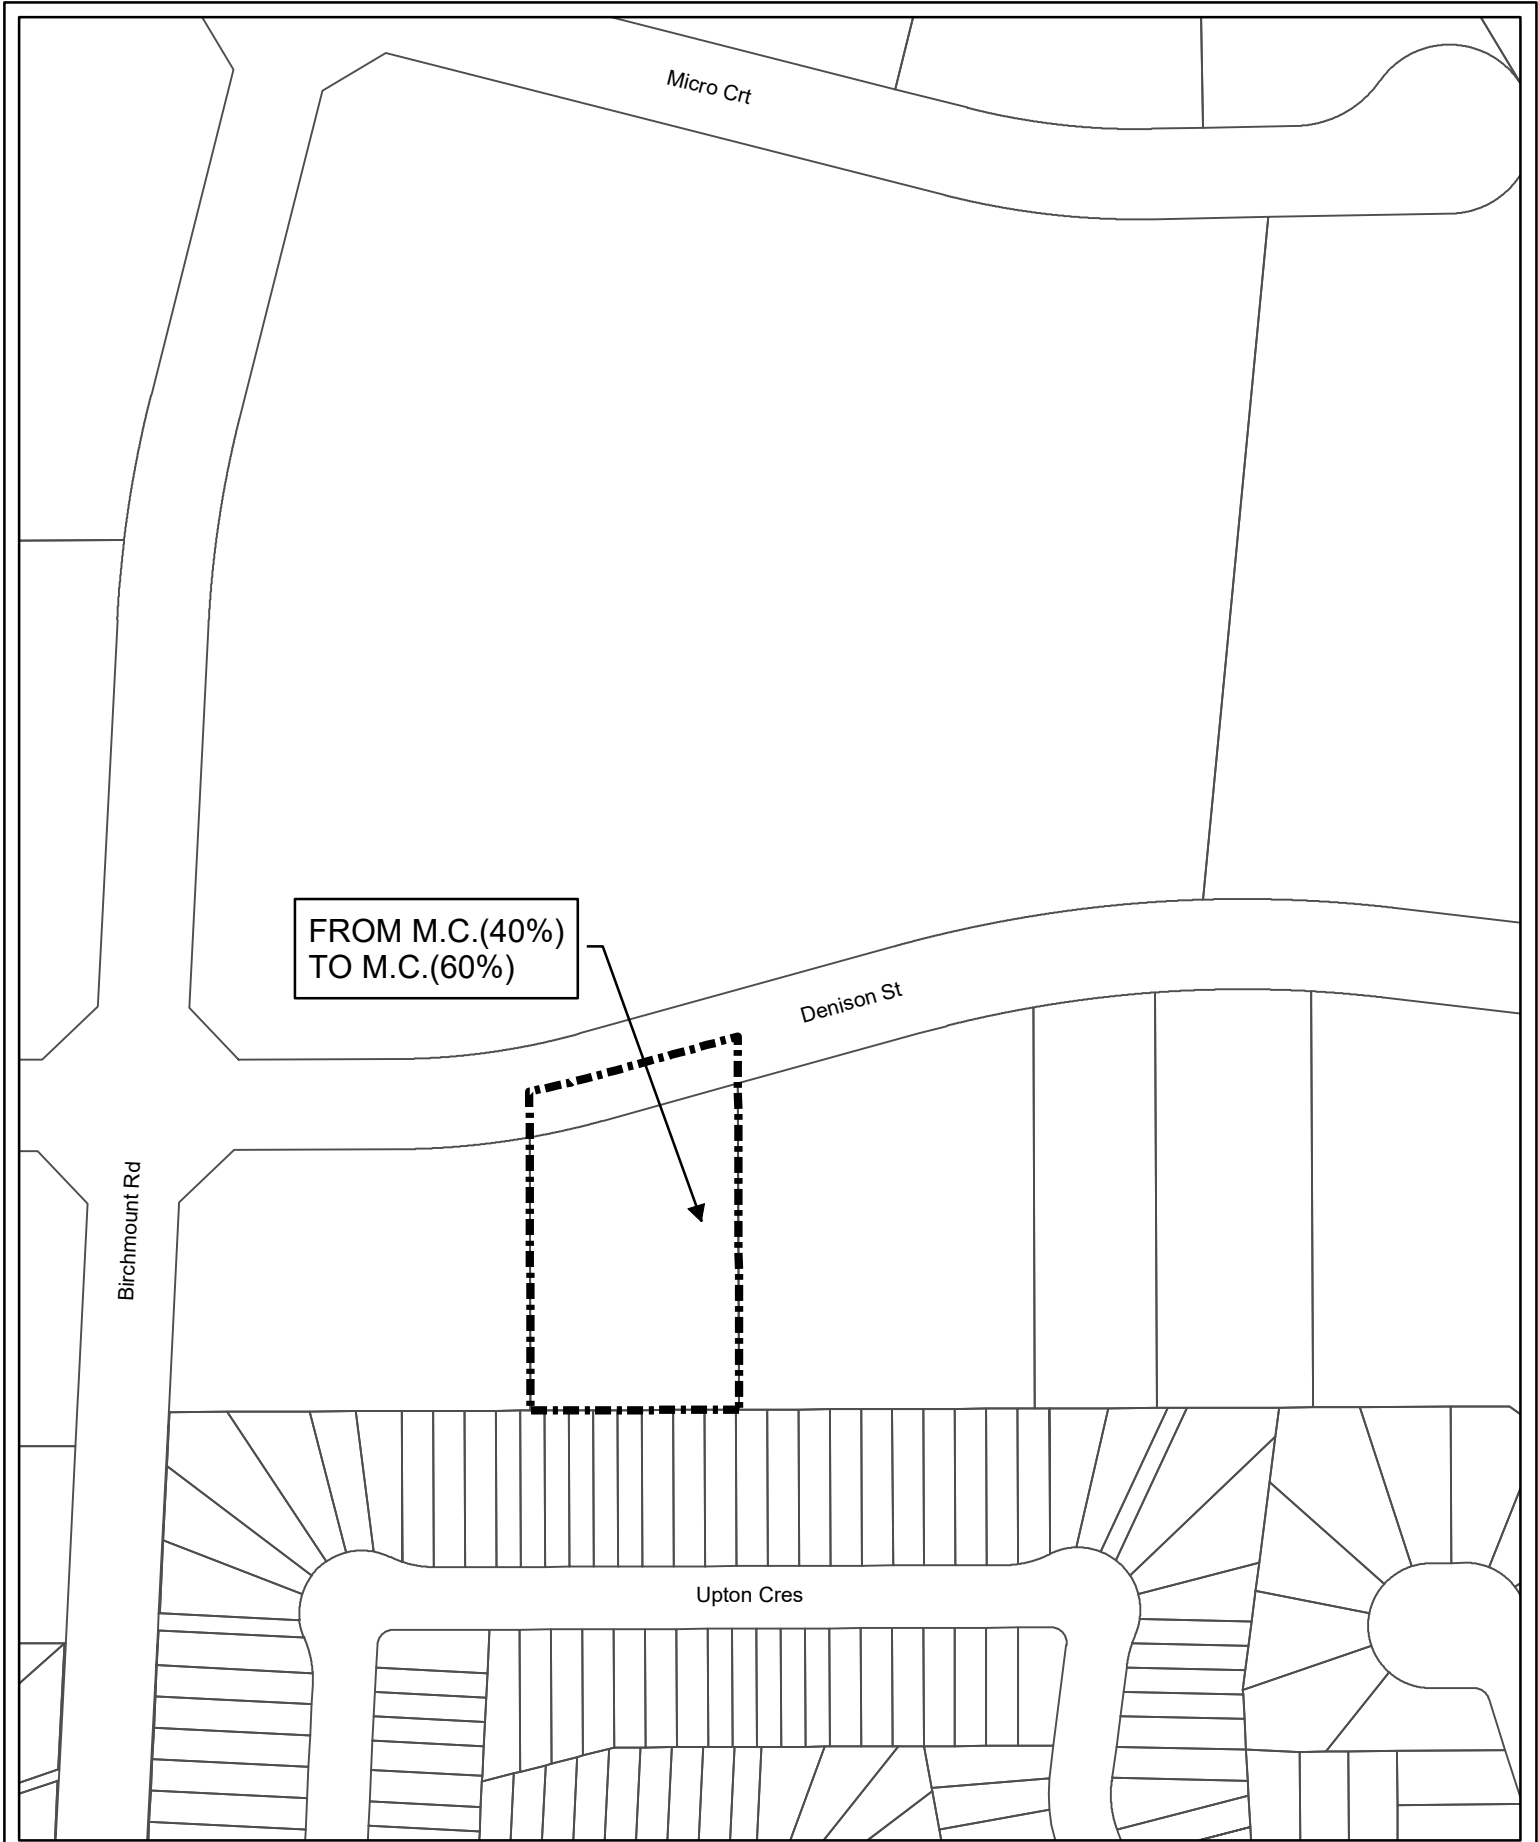 Micro Crt
FROM M.C.(40%)
TO M.C.(60%)
Denison St
Birchmount Rd
Upton Cres